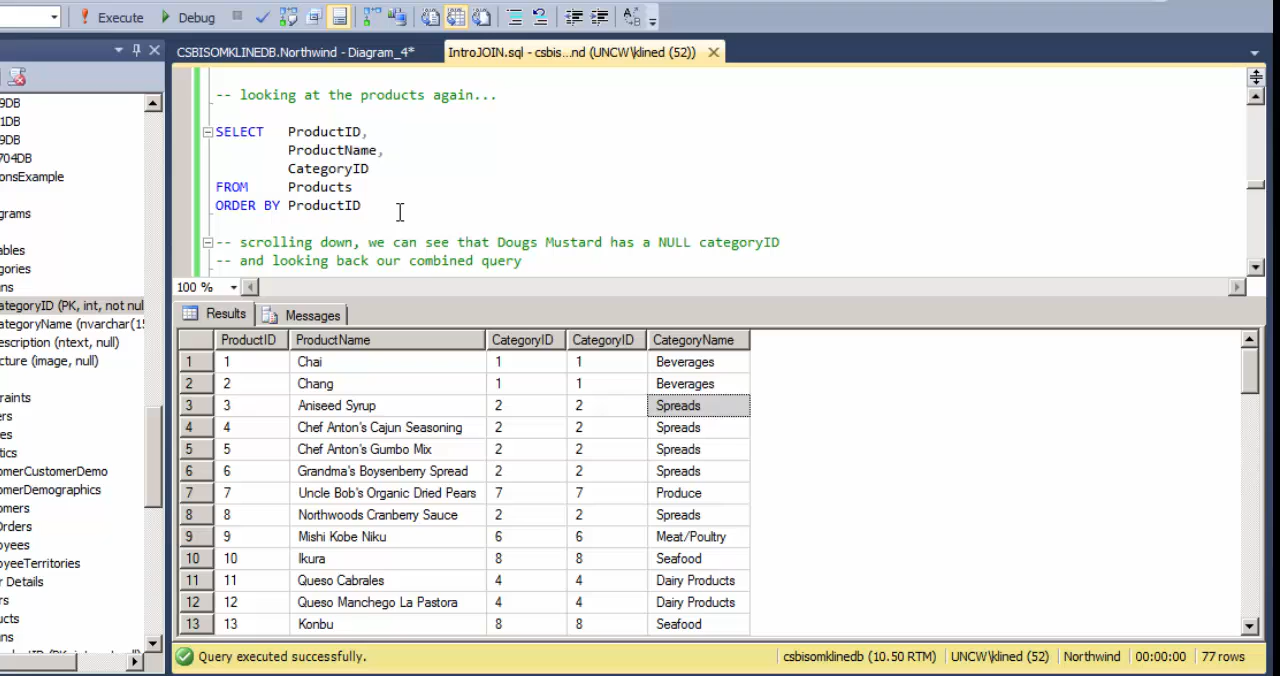 Execute Debug
CSBISOMKLINEDB.Northwind - Diagram_4* IntroJOIN.sql - csbis...nd (UNCW\klined (52))
9DB
1DB
9DB
704DB
onsExample
grams
ables
egories
ns
ategoryID (PK, int, not nul
ategoryName (nvarchar(1
escription (ntext, null)
cture (image, null)
traints
ers
es
tics
omerCustomerDemo
omerDemographics
omers
Orders
oyees
oyeeTerritories
r Details
rs
ucts
ns
-- looking at the products again...
SELECT ProductID,
ProductName,
CategoryID
FROM Products
ORDER BY ProductID
-- scrolling down, we can see that Dougs Mustard has a NULL categoryID
-- and looking back our combined query
100 %
Results Messages
ProductID ProductName CategoryID CategoryID CategoryName
1 1 Chai 1 1 Beverages
2 2 Chang 1 1 Beverages
3 3 Aniseed Syrup 2 2 Spreads
4 4 Chef Anton's Cajun Seasoning 2 2 Spreads
5 5 Chef Anton's Gumbo Mix 2 2 Spreads
6 6 Grandma's Boysenberry Spread 2 2 Spreads
7 7 Uncle Bob's Organic Dried Pears 7 7 Produce
8 8 Northwoods Cranberry Sauce 2 2 Spreads
9 9 Mishi Kobe Niku 6 6 Meat/Poultry
10 10 Ikura 8 8 Seafood
11 11 Queso Cabrales 4 4 Dairy Products
12 12 Queso Manchego La Pastora 4 4 Dairy Products
13 13 Konbu 8 8 Seafood
Query executed successfully. csbisomklinedb (10.50 RTM) UNCW\klined (52) Northwind 00:00:00 77 rows